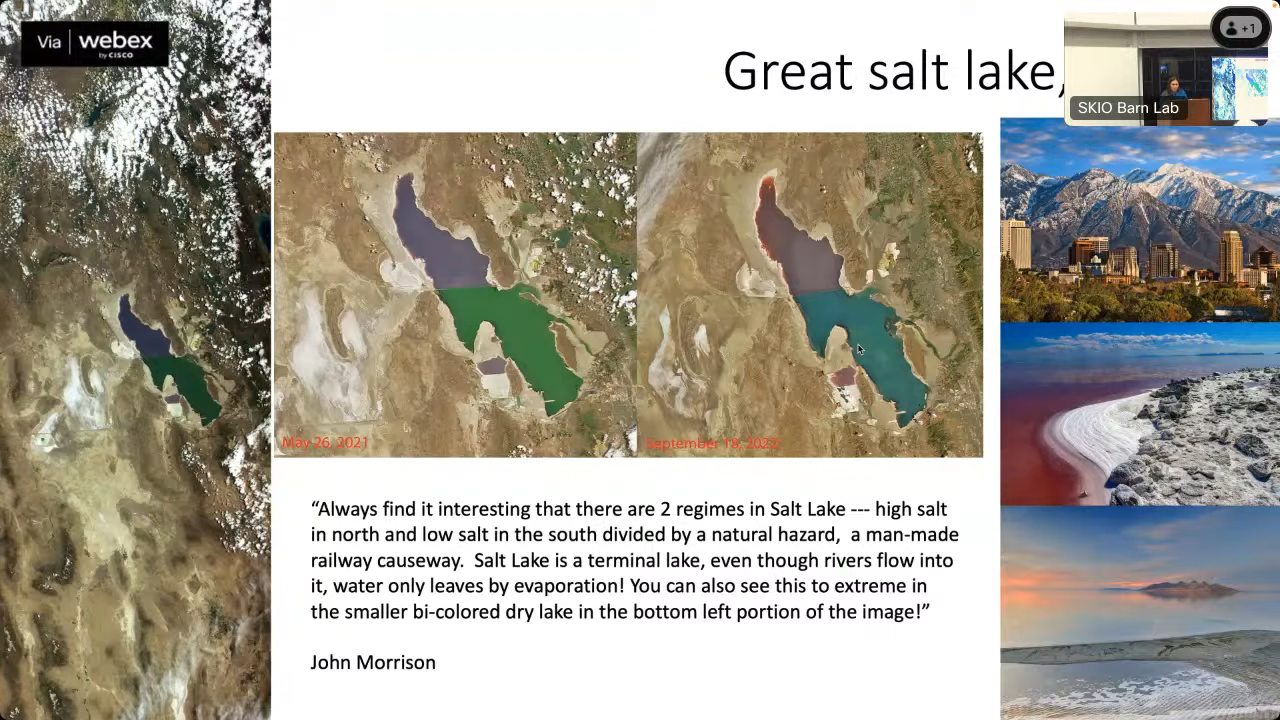 Via webex
by CISCO
+1
Great salt lake,
SKIO Barn Lab
May 26, 2021
September 18, 2022
“Always find it interesting that there are 2 regimes in Salt Lake --- high salt
in north and low salt in the south divided by a natural hazard, a man-made
railway causeway. Salt Lake is a terminal lake, even though rivers flow into
it, water only leaves by evaporation! You can also see this to extreme in
the smaller bi-colored dry lake in the bottom left portion of the image!”
John Morrison